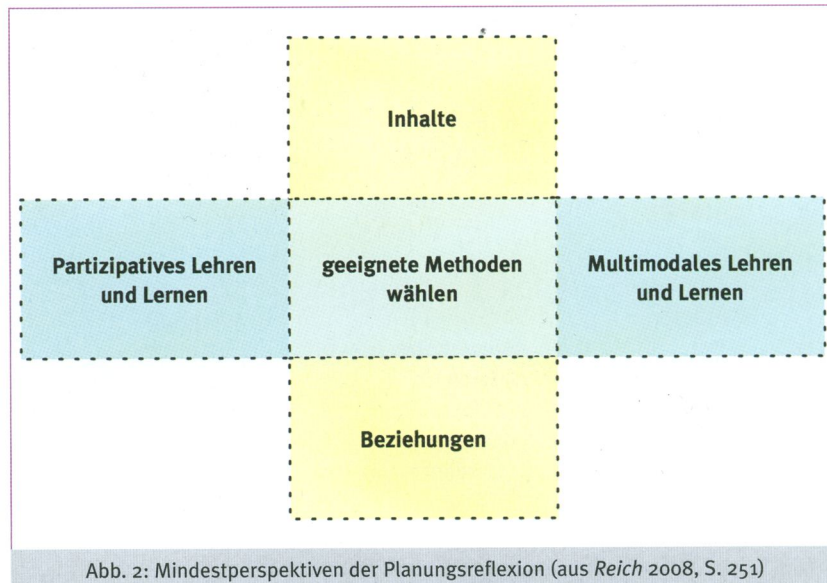 Inhalte
Partizipatives Lehren
und Lernen
geeignete Methoden
wählen
Multimodales Lehren
und Lernen
Beziehungen
Abb. 2: Mindestperspektiven der Planungsreflexion (aus Reich 2008, S. 251)